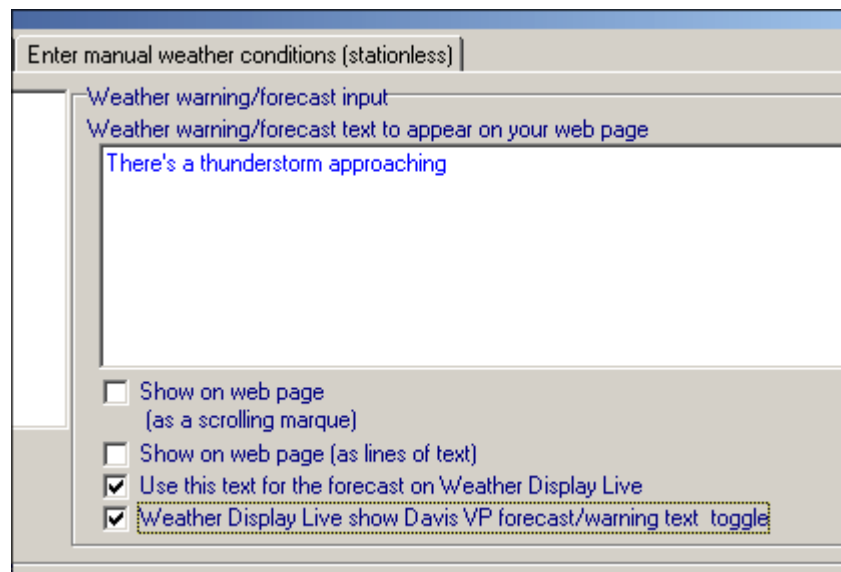 Enter manual weather conditions (stationless)
Weather warning/forecast input
Weather warning/forecast text to appear on your web page
There's a thunderstorm approaching
Show on web page
(as a scrolling marque)
Show on web page (as lines of text)
Use this text for the forecast on Weather Display Live
Weather Display Live show Davis VP forecast/warning text  toggle